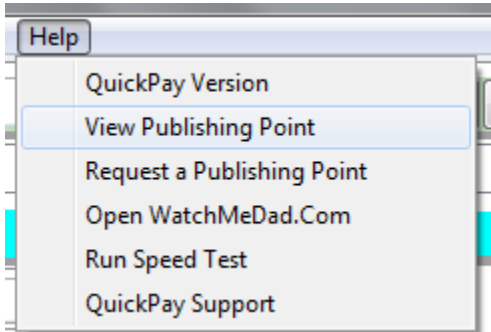 Help
QuickPay Version
View Publishing Point
Request a Publishing Point
Open WatchMeDad.Com
Run Speed Test
QuickPay Support